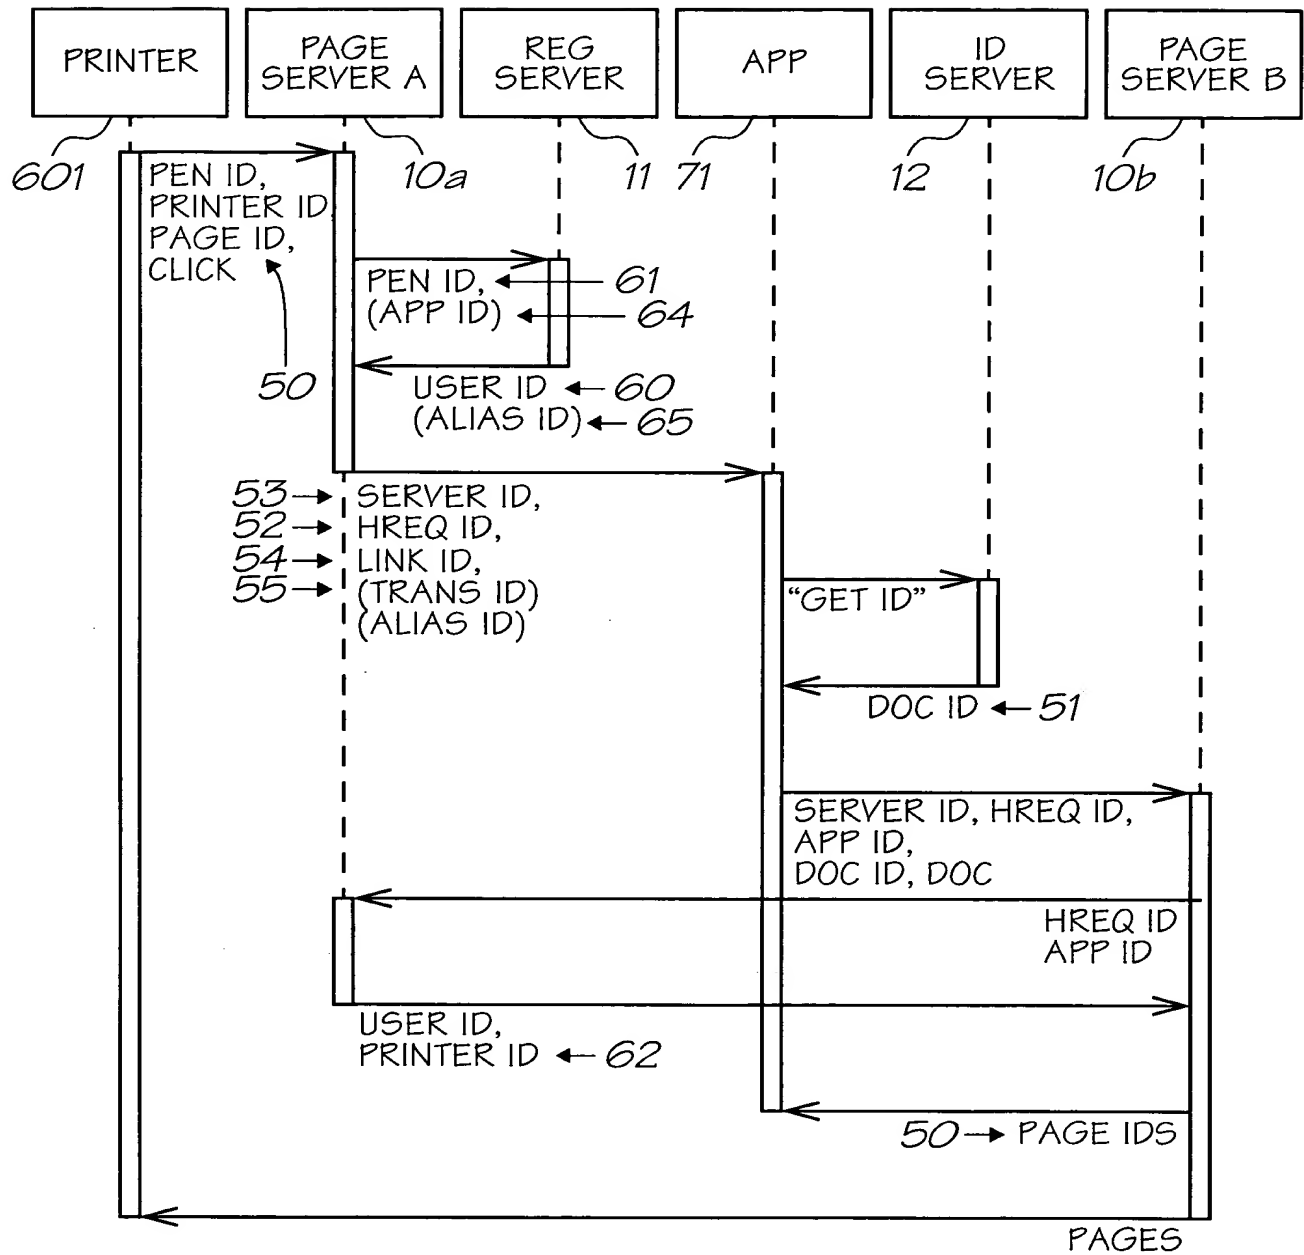 PRINTER
PAGE
SERVER A
REG
SERVER
APP
ID
SERVER
PAGE
SERVER B
601
10a
11
71
12
10b
PEN ID,
PRINTER ID
PAGE ID,
CLICK
50
PEN ID, 61
(APP ID) 64
USER ID 60
(ALIAS ID) 65
53 SERVER ID,
52 HREQ ID,
54 LINK ID,
55 (TRANS ID)
(ALIAS ID)
“GET ID”
DOC ID 51
SERVER ID, HREQ ID,
APP ID,
DOC ID, DOC
HREQ ID
APP ID
USER ID,
PRINTER ID 62
50 PAGE IDS
PAGES